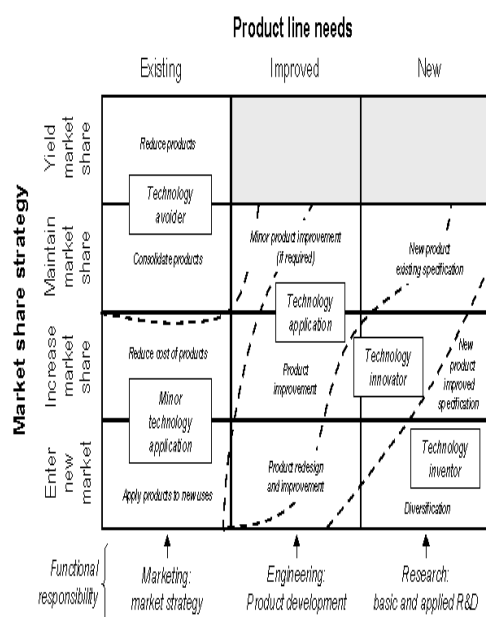 Product line needs
Existing
Improved
New
Market share strategy
Yield
market
share
Reduce products
Technology
avoider
Maintain
market
share
Consolidate products
Minor product improvement
(if required)
New product
existing specification
Technology
application
Increase
market
share
Reduce cost of products
Product
improvement
Technology
innovator
New
product
improved
specification
Minor
technology
application
Enter
new
market
Apply products to new uses
Product redesign
and improvement
Technology
inventor
Diversification
Functional
responsibility
Marketing:
market strategy
Engineering:
Product development
Research:
basic and applied R&D